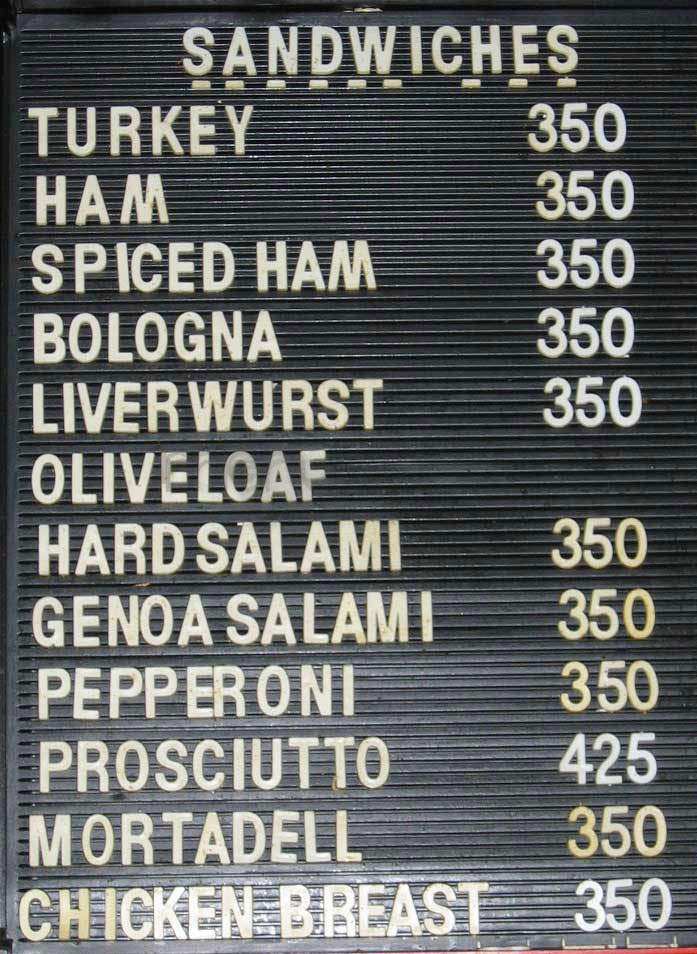 SANDWICHES
TURKEY 350
HAM 350
SPICED HAM 350
BOLOGNA 350
LIVERWURST 350
OLIVELOAF
HARD SALAMI 350
GENOA SALAMI 350
PEPPERONI 350
PROSCIUTTO 425
MORTADELL 350
CHICKEN BREAST 350